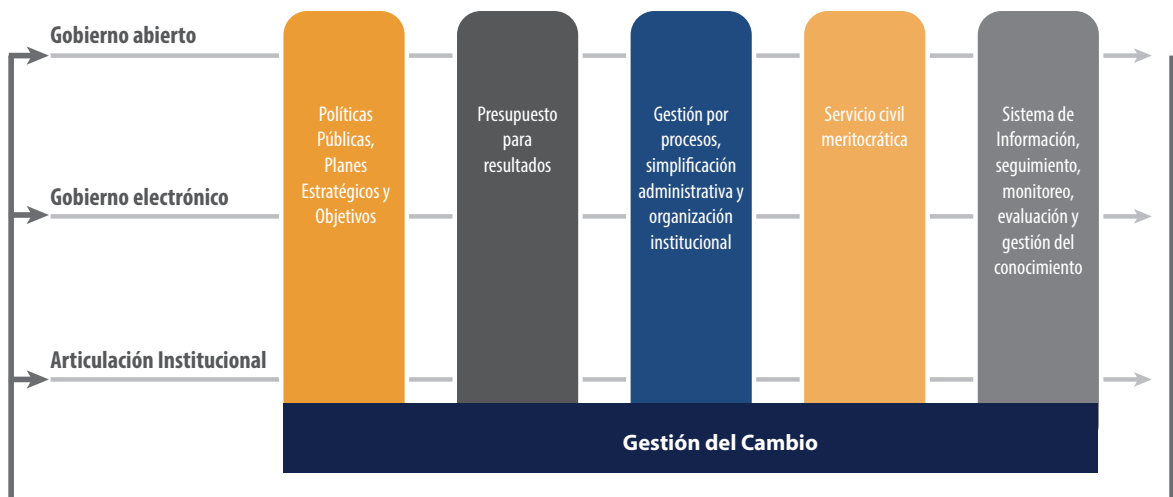 Gobierno abierto
Gobierno electrónico
Articulación Institucional
Políticas
Públicas,
Planes
Estratégicos y
Objetivos
Presupuesto
para
resultados
Gestión por
procesos,
simplificación
administrativa y
organización
institucional
Servicio civil
meritocrática
Sistema de
Información,
seguimiento,
monitoreo,
evaluación y
gestión del
conocimiento
Gestión del Cambio